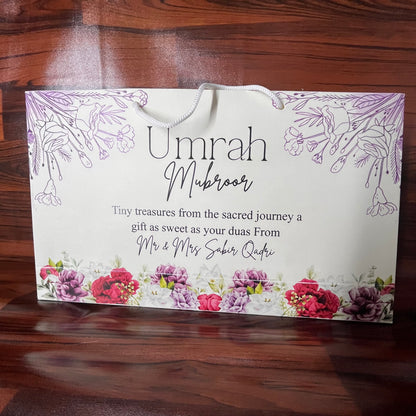 Umrah
Mubroor
Tiny treasures from the sacred journey a
gift as sweet as your duas From
Mr & Mrs Sabir Qadri